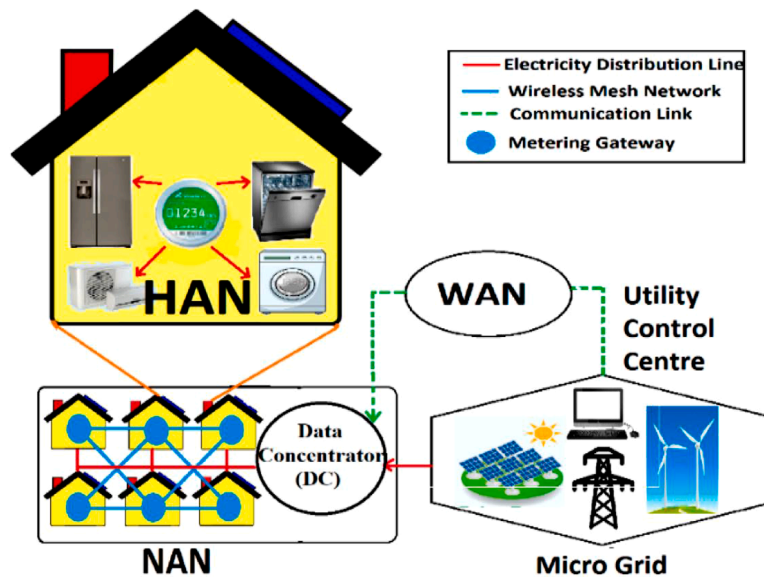 Electricity Distribution Line
Wireless Mesh Network
Communication Link
Metering Gateway
HAN
WAN
Utility
Control
Centre
Data
Concentrator
(DC)
NAN
Micro Grid